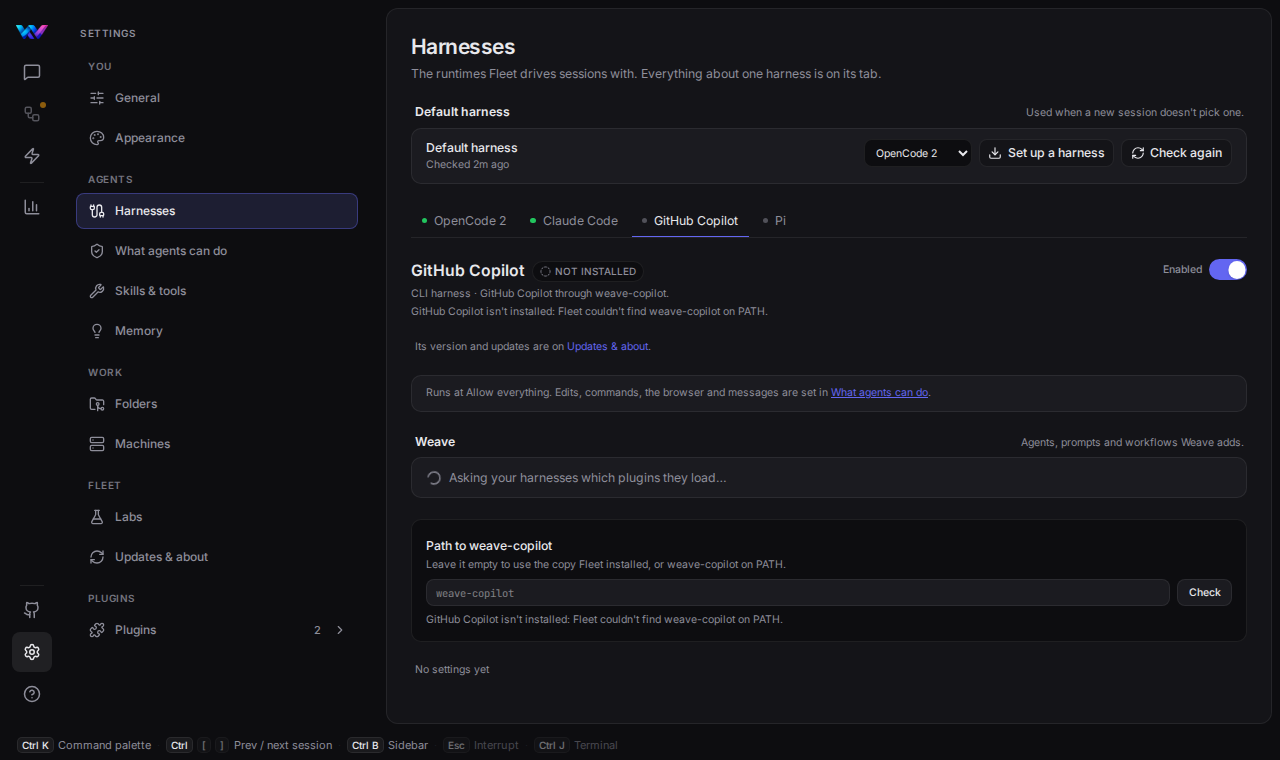 SETTINGS
YOU
General
Appearance
AGENTS
Harnesses
What agents can do
Skills & tools
Memory
WORK
Folders
Machines
FLEET
Labs
Updates & about
PLUGINS
Plugins 2
Harnesses
The runtimes Fleet drives sessions with. Everything about one harness is on its tab.
Default harness Used when a new session doesn't pick one.
Default harness
Checked 2m ago
OpenCode 2 Set up a harness Check again
OpenCode 2 Claude Code GitHub Copilot Pi
GitHub Copilot NOT INSTALLED Enabled
CLI harness · GitHub Copilot through weave-copilot.
GitHub Copilot isn't installed: Fleet couldn't find weave-copilot on PATH.
Its version and updates are on Updates & about.
Runs at Allow everything. Edits, commands, the browser and messages are set in What agents can do.
Weave Agents, prompts and workflows Weave adds.
Asking your harnesses which plugins they load...
Path to weave-copilot
Leave it empty to use the copy Fleet installed, or weave-copilot on PATH.
weave-copilot Check
GitHub Copilot isn't installed: Fleet couldn't find weave-copilot on PATH.
No settings yet
Ctrl K Command palette Ctrl [ ] Prev / next session Ctrl B Sidebar Esc Interrupt Ctrl J Terminal